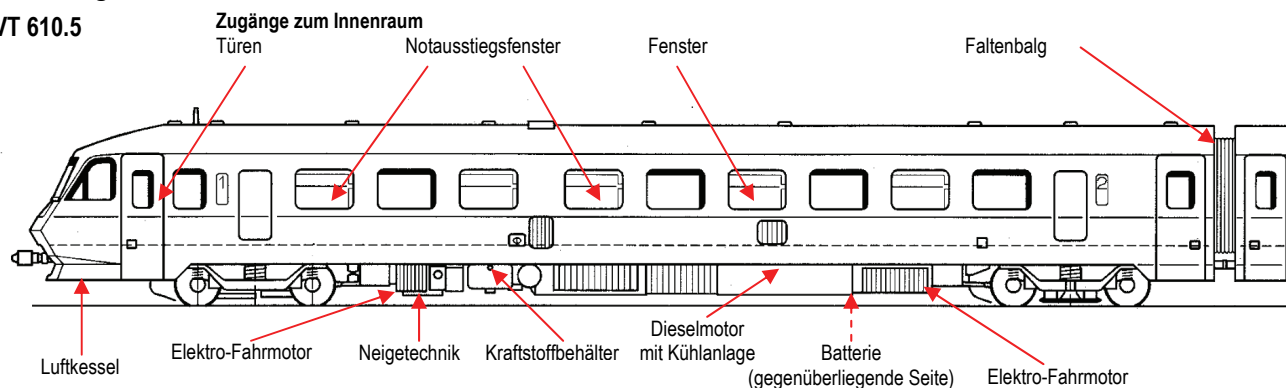 VT 610.5
Zugänge zum Innenraum
Türen
Notausstiegsfenster
Fenster
Faltenbalg
1
2
Luftkessel
Elektro-Fahrmotor
Neigetechnik
Kraftstoffbehälter
Dieselmotor
mit Kühlanlage
Batterie
(gegenüberliegende Seite)
Elektro-Fahrmotor